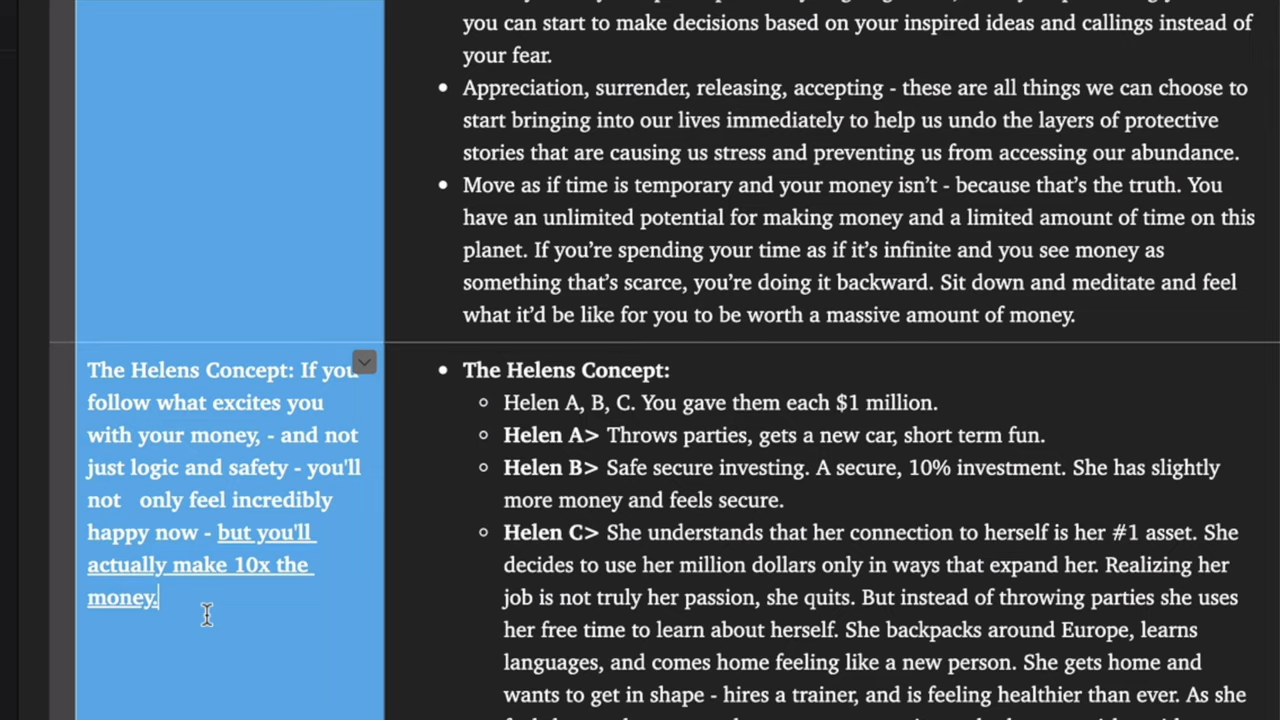 you can start to make decisions based on your inspired ideas and callings instead of
your fear.
• Appreciation, surrender, releasing, accepting - these are all things we can choose to
start bringing into our lives immediately to help us undo the layers of protective
stories that are causing us stress and preventing us from accessing our abundance.
• Move as if time is temporary and your money isn’t - because that’s the truth. You
have an unlimited potential for making money and a limited amount of time on this
planet. If you’re spending your time as if it’s infinite and you see money as
something that’s scarce, you’re doing it backward. Sit down and meditate and feel
what it’d be like for you to be worth a massive amount of money.
The Helens Concept: If you
follow what excites you
with your money, - and not
just logic and safety - you'll
not only feel incredibly
happy now - but you'll
actually make 10x the
money.
• The Helens Concept:
◦ Helen A, B, C. You gave them each $1 million.
◦ Helen A> Throws parties, gets a new car, short term fun.
◦ Helen B> Safe secure investing. A secure, 10% investment. She has slightly
more money and feels secure.
◦ Helen C> She understands that her connection to herself is her #1 asset. She
decides to use her million dollars only in ways that expand her. Realizing her
job is not truly her passion, she quits. But instead of throwing parties she uses
her free time to learn about herself. She backpacks around Europe, learns
languages, and comes home feeling like a new person. She gets home and
wants to get in shape - hires a trainer, and is feeling healthier than ever. As she